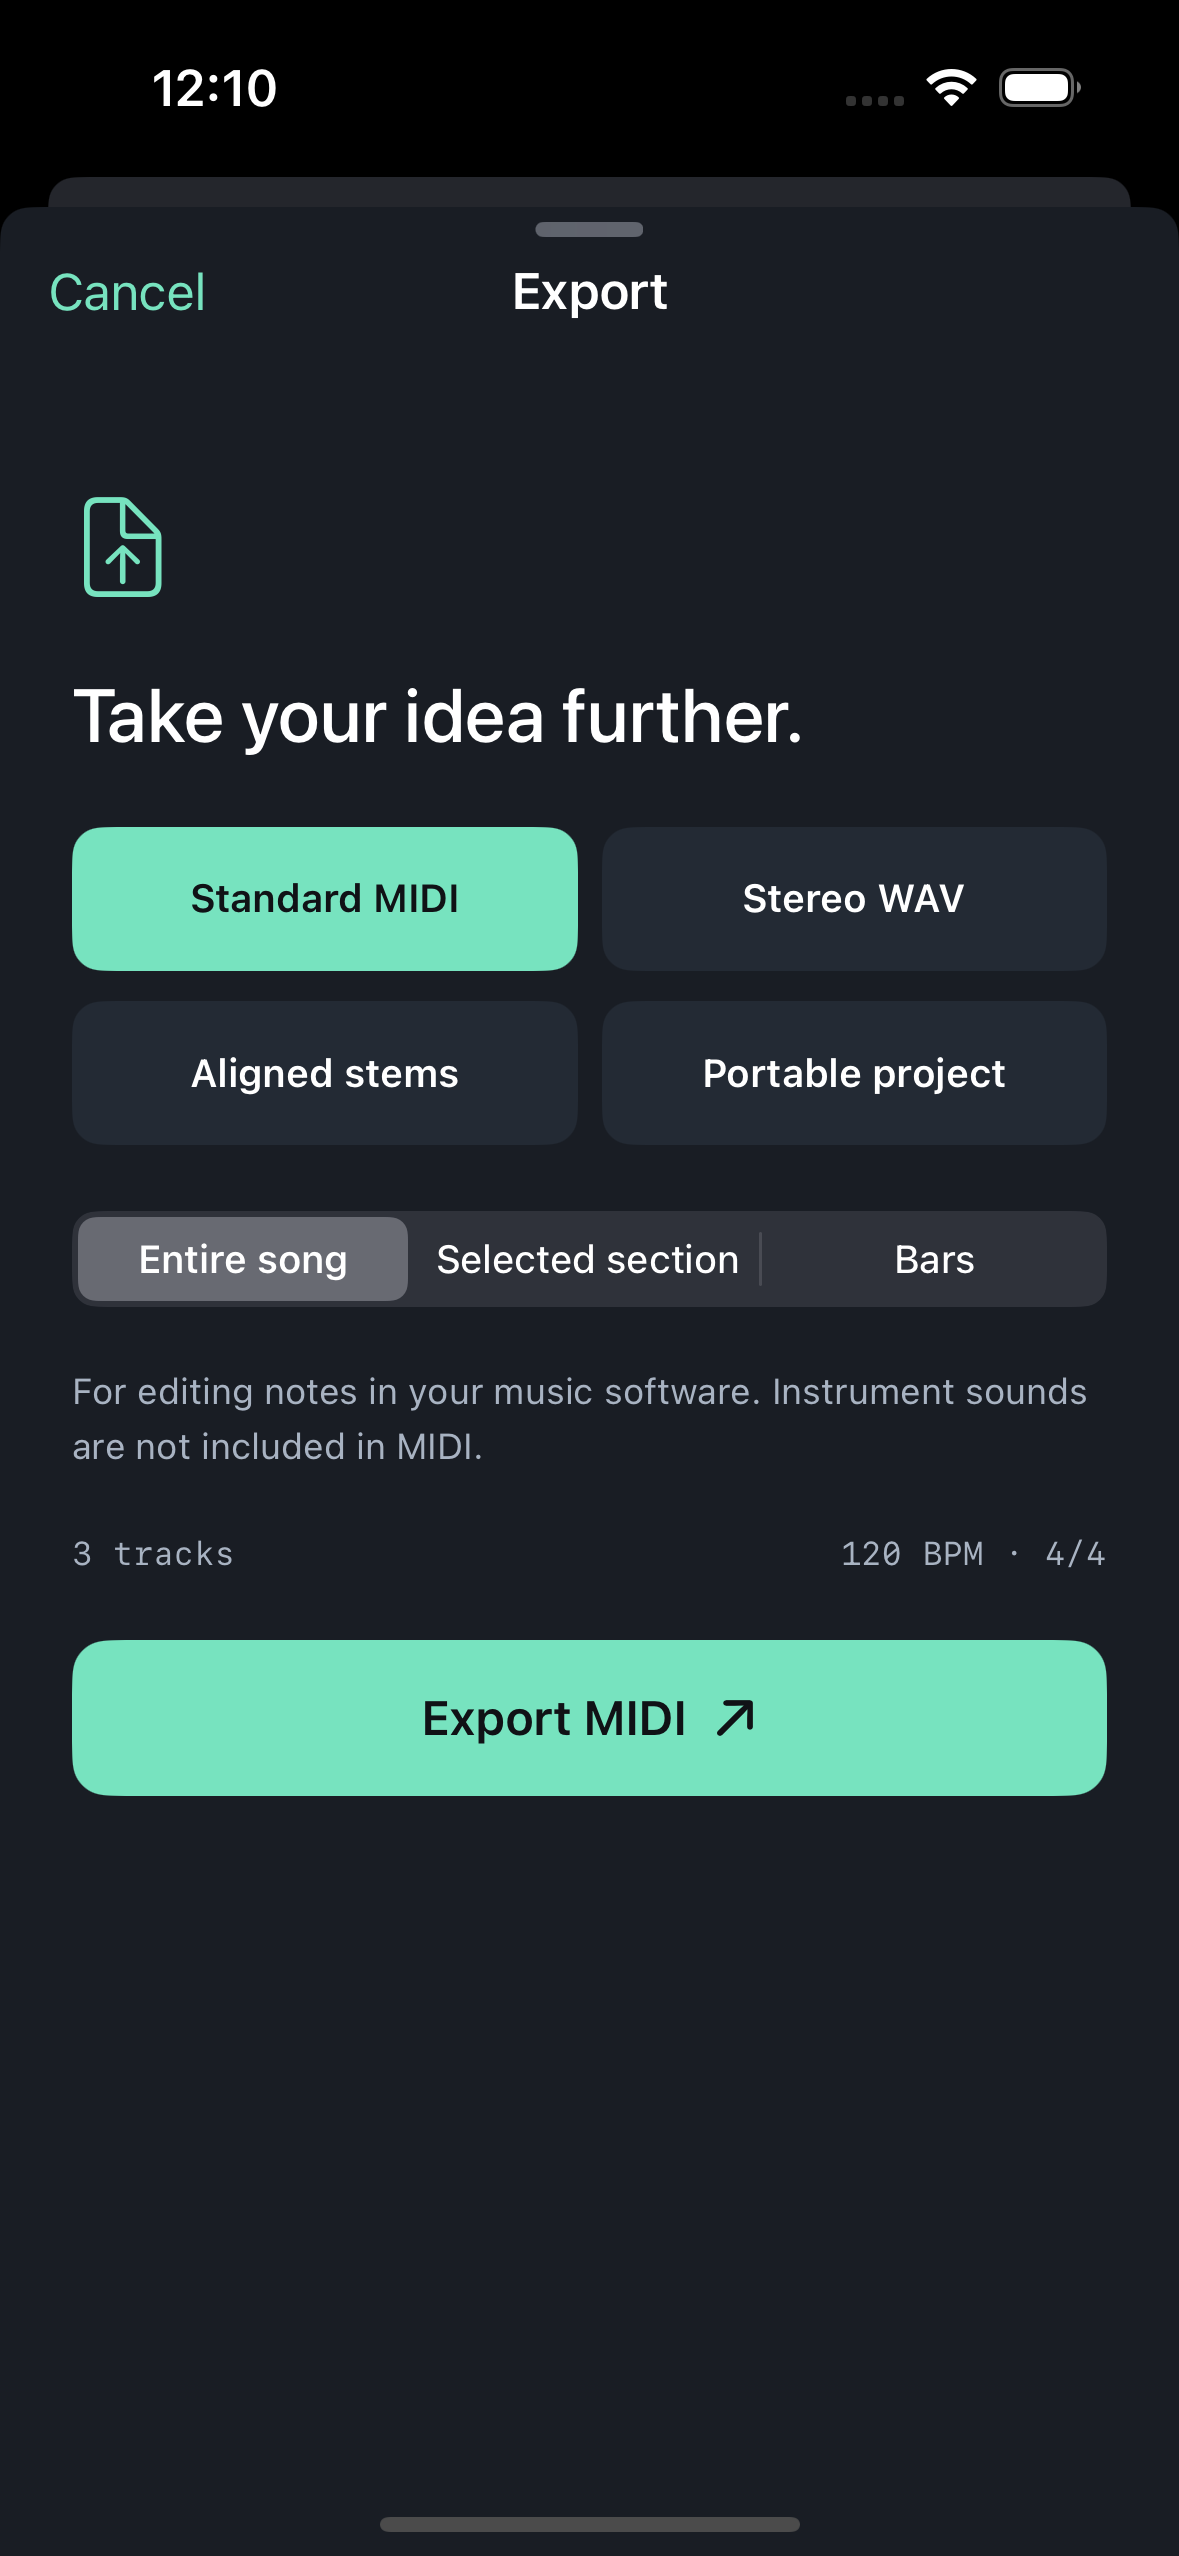 12:10
Cancel
Export
Take your idea further.
Standard MIDI
Stereo WAV
Aligned stems
Portable project
Entire song
Selected section
Bars
For editing notes in your music software. Instrument sounds
are not included in MIDI.
3 tracks
120 BPM · 4/4
Export MIDI